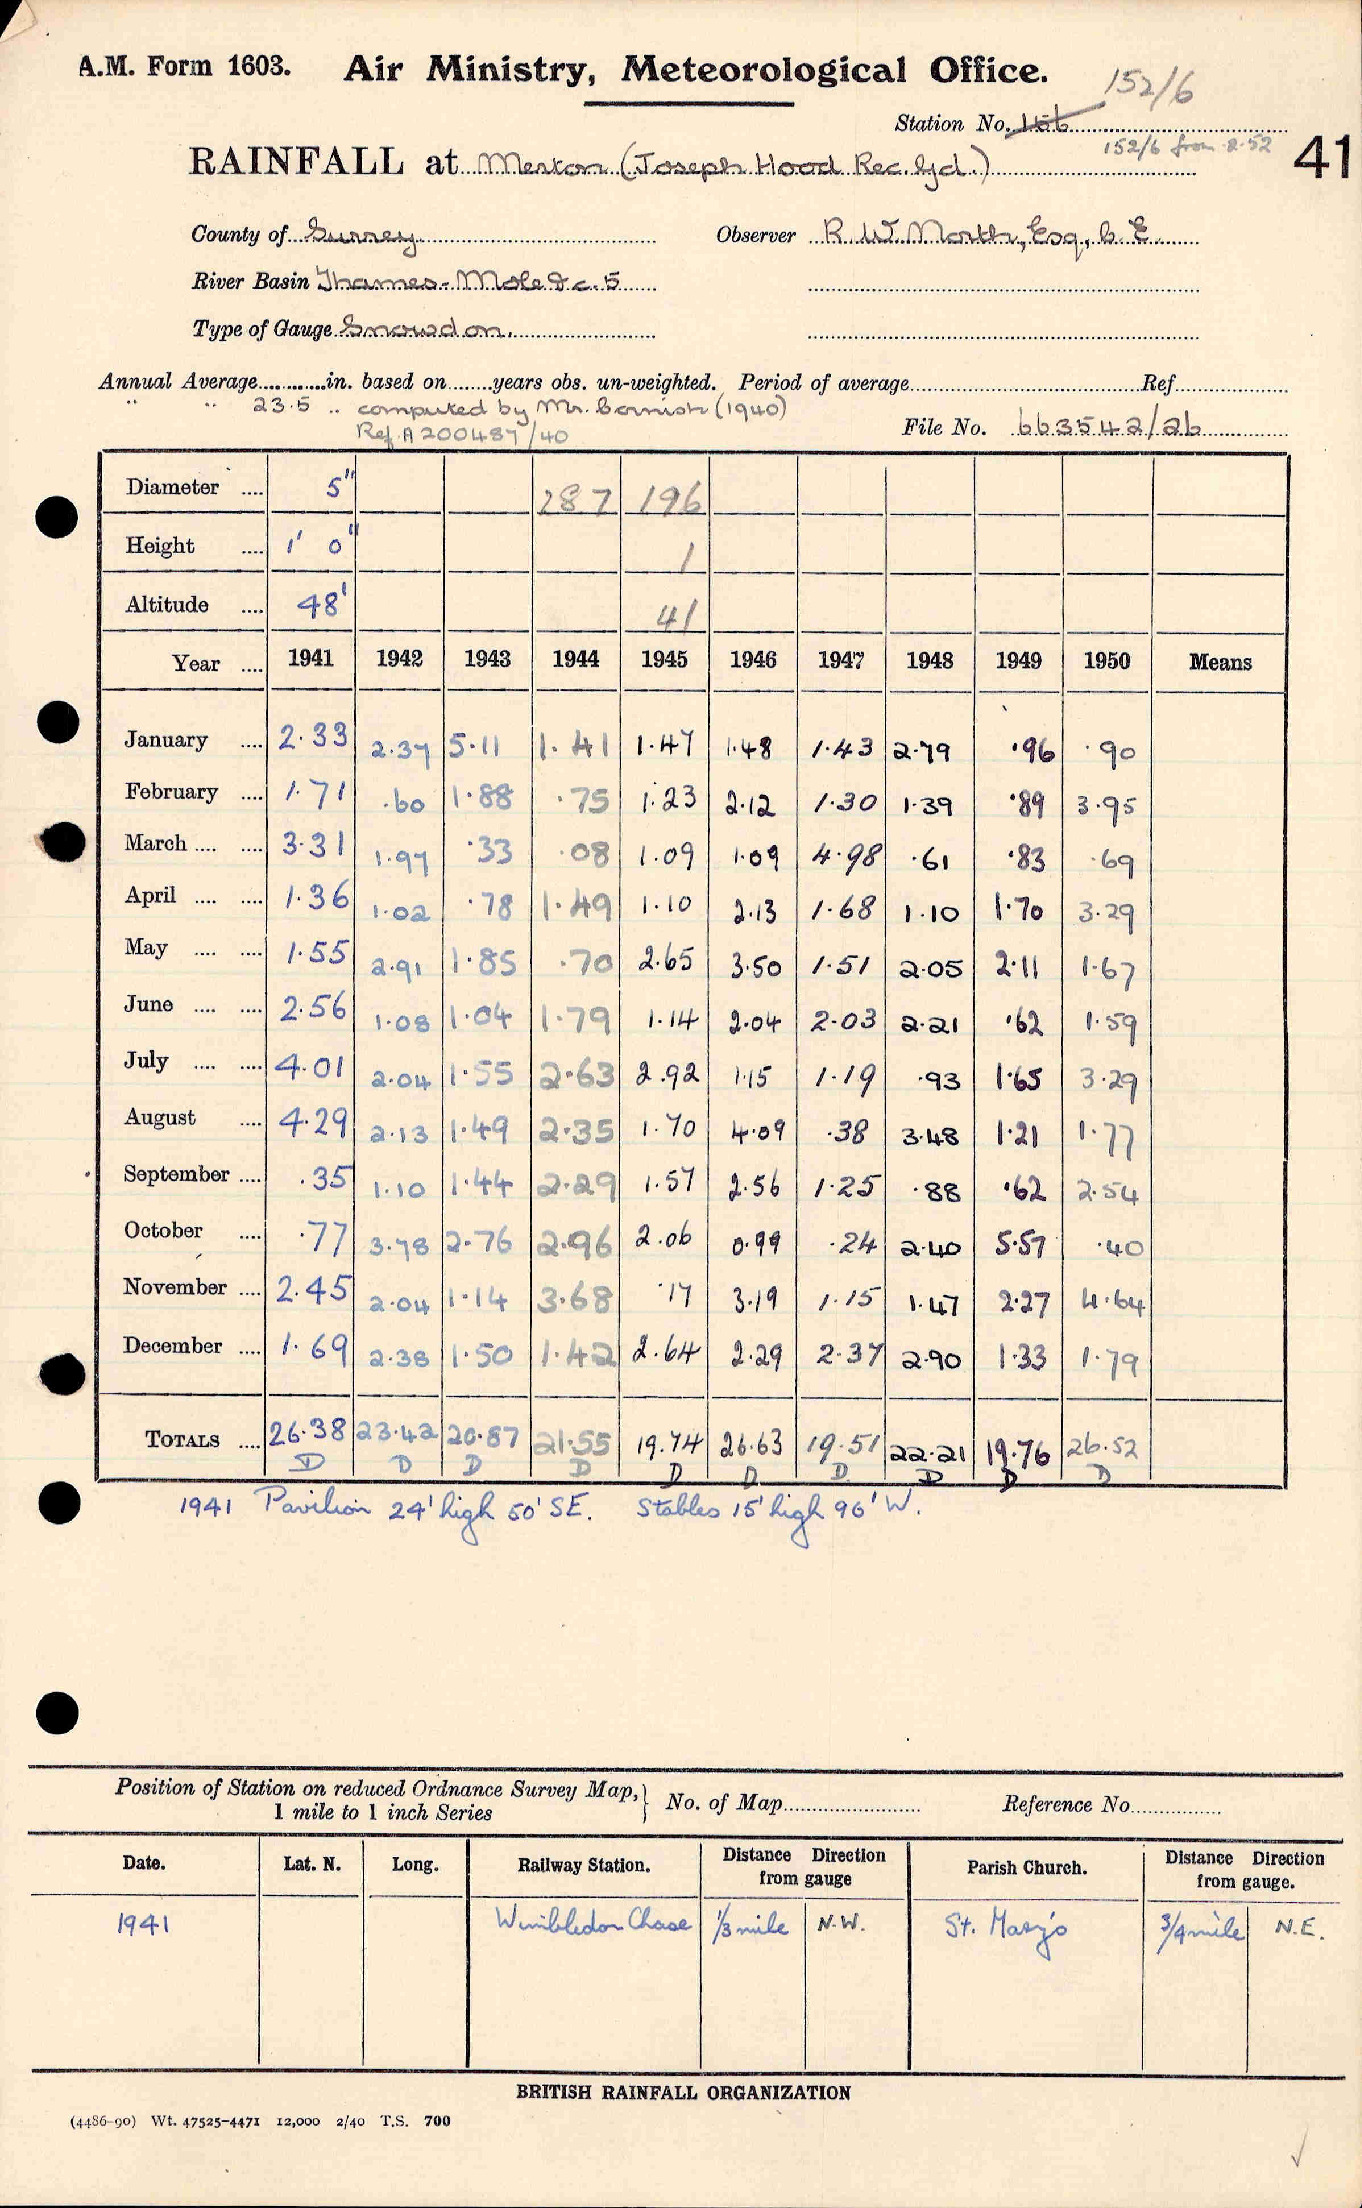 A.M. Form 1603. Air Ministry, Meteorological Office.
152/6
Station No. 156
152/6 from 2.52
41
RAINFALL at Merton (Joseph Hood Rec. Gd.)
County of Surrey Observer R. W. North, Esq., C.E.
River Basin Thames-Mole &c. 5
Type of Gauge Snowdon.
Annual Average............in. based on........years obs. un-weighted. Period of average Ref
" " 23.5 .. computed by Mr. Cornish (1940)
Ref. A200487/40
File No. 663542/26
Diameter .... 5" 287 196
Height .... 1' 0" 1
Altitude .... 48' 41
Year .... 1941 1942 1943 1944 1945 1946 1947 1948 1949 1950 Means
January .... 2.33 2.37 5.11 1.41 1.47 1.48 1.43 2.79 .96 .90
February .... 1.71 .60 1.88 .75 1.23 2.12 1.30 1.39 .89 3.95
March .... .... 3.31 1.97 .33 .08 1.09 1.09 4.98 .61 .83 .69
April .... .... 1.36 1.02 .78 1.49 1.10 2.13 1.68 1.10 1.70 3.29
May .... .... 1.55 2.91 1.85 .70 2.65 3.50 1.51 2.05 2.11 1.67
June .... .... 2.56 1.08 1.04 1.79 1.14 2.04 2.03 2.21 .62 1.59
July .... .... 4.01 2.04 1.55 2.63 2.92 1.15 1.19 .93 1.65 3.29
August .... 4.29 2.13 1.49 2.35 1.70 4.09 .38 3.48 1.21 1.77
September .... .35 1.10 1.44 2.29 1.57 2.56 1.25 .88 .62 2.54
October .... .77 3.78 2.76 2.96 2.06 0.99 .24 2.40 5.57 .40
November .... 2.45 2.04 1.14 3.68 .17 3.19 1.15 1.47 2.27 4.64
December .... 1.69 2.38 1.50 1.42 2.64 2.29 2.37 2.90 1.33 1.79
TOTALS .... 26.38 23.42 20.87 21.55 19.74 26.63 19.51 22.21 19.76 26.52
D D D D D D D D D D
1941 Pavilion 24' high 50' SE. Stables 15' high 96' W.
Position of Station on reduced Ordnance Survey Map, } No. of Map Reference No.
1 mile to 1 inch Series
Date. Lat. N. Long. Railway Station. Distance from gauge Direction Parish Church. Distance from gauge. Direction
1941 Wimbledon Chase 1/3 mile N.W. St. Mary's 3/4 mile N.E.
BRITISH RAINFALL ORGANIZATION
(4486-90) Wt. 47525-4471 12,000 2/40 T.S. 700